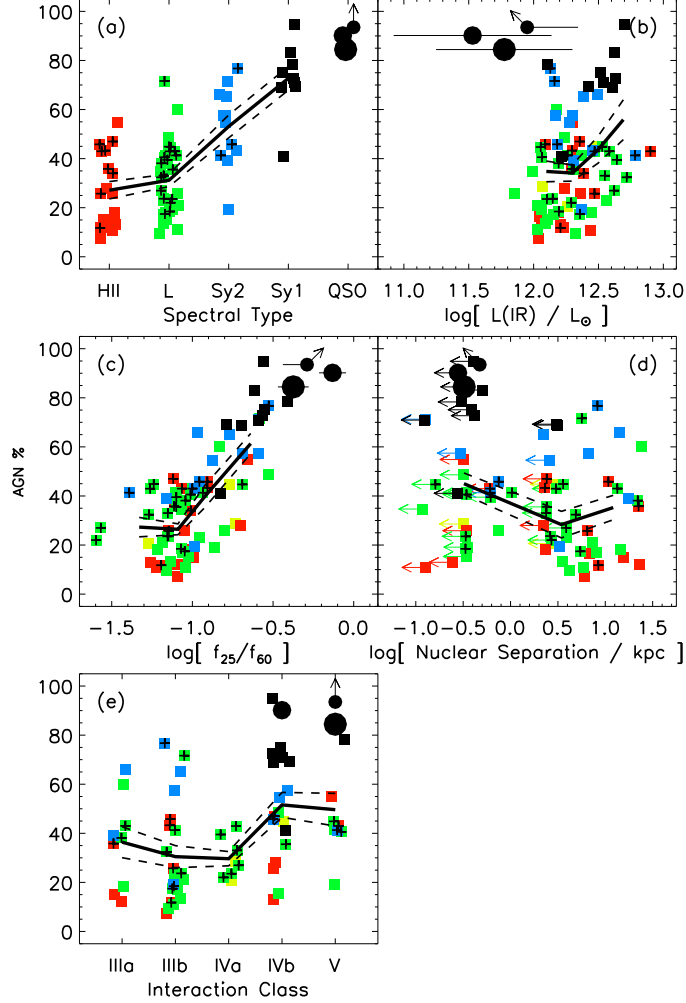 (a)
(b)
100
80
60
40
20
0
HII L Sy2 Sy1 QSO
11.0 11.5 12.0 12.5 13.0
Spectral Type
log[ L(IR) / L⊙ ]
(c)
(d)
100
80
60
40
20
0
AGN %
−1.5 −1.0 −0.5 0.0
−1.0 −0.5 0.0 0.5 1.0 1.5
log[ f₂₅/f₆₀ ]
log[ Nuclear Separation / kpc ]
(e)
100
80
60
40
20
0
IIIa IIIb IVa IVb V
Interaction Class